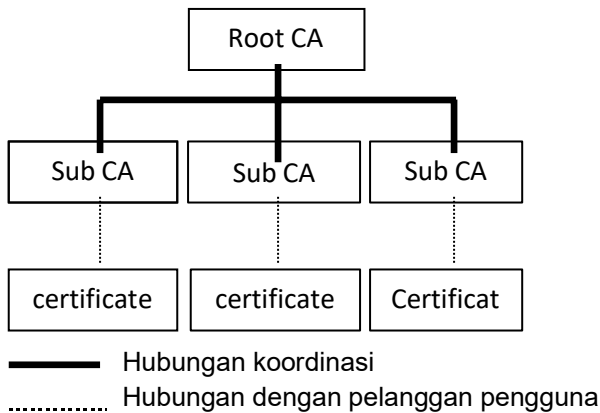 Root CA
Sub CA Sub CA Sub CA
certificate certificate Certificat
Hubungan koordinasi
Hubungan dengan pelanggan pengguna